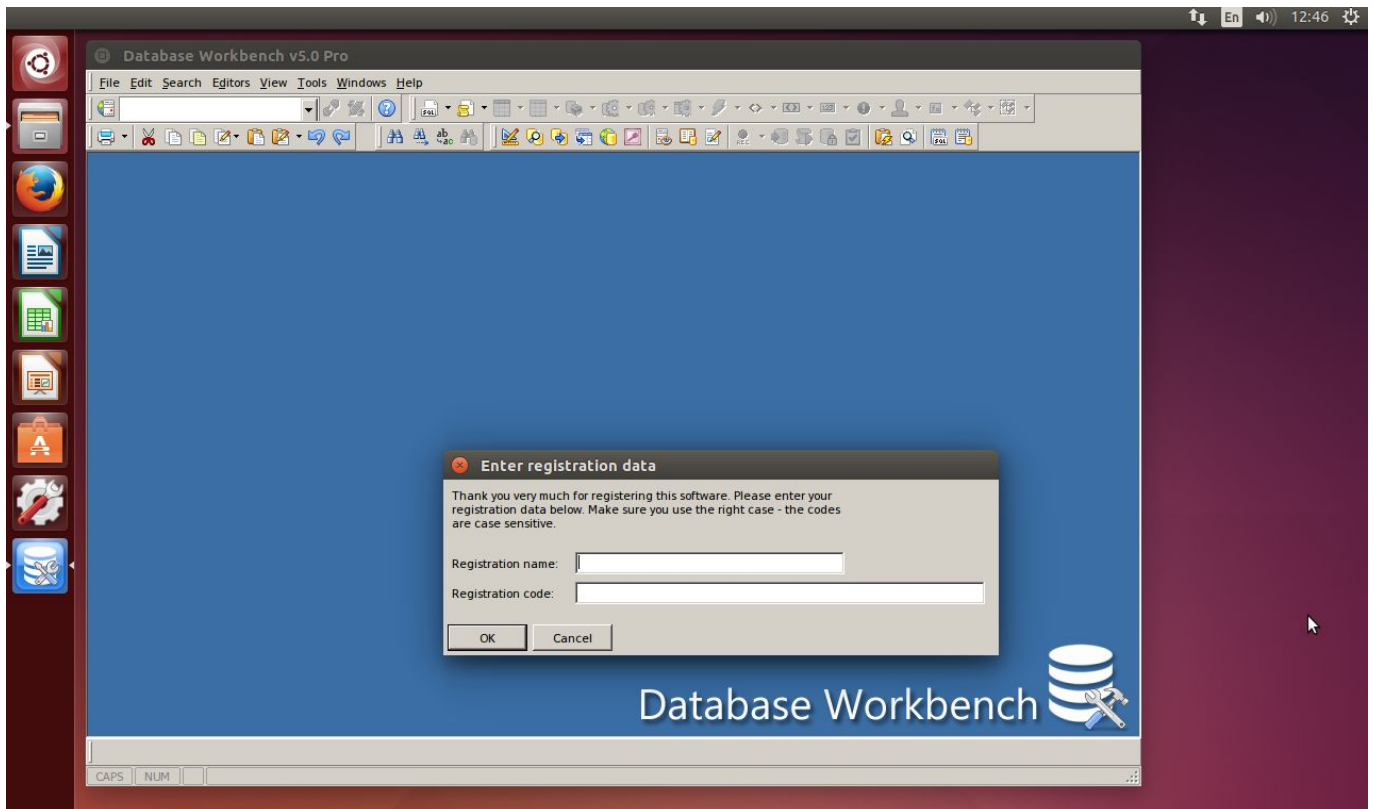 En 12:46
Database Workbench v5.0 Pro
File Edit Search Editors View Tools Windows Help
Enter registration data
Thank you very much for registering this software. Please enter your
registration data below. Make sure you use the right case - the codes
are case sensitive.
Registration name:
Registration code:
OK Cancel
Database Workbench
CAPS NUM